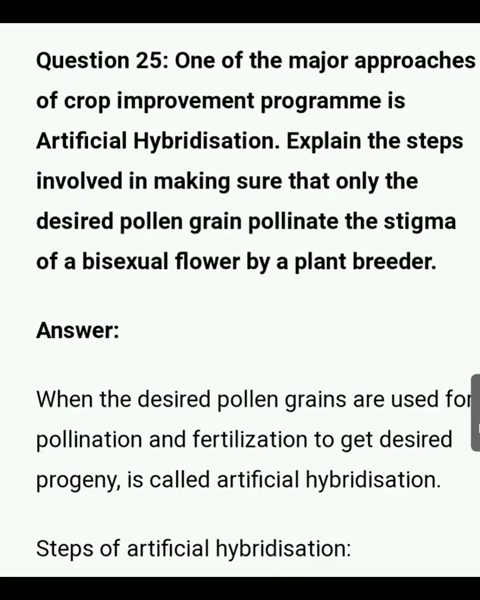 Question 25: One of the major approaches
of crop improvement programme is
Artificial Hybridisation. Explain the steps
involved in making sure that only the
desired pollen grain pollinate the stigma
of a bisexual flower by a plant breeder.
Answer:
When the desired pollen grains are used for
pollination and fertilization to get desired
progeny, is called artificial hybridisation.
Steps of artificial hybridisation: